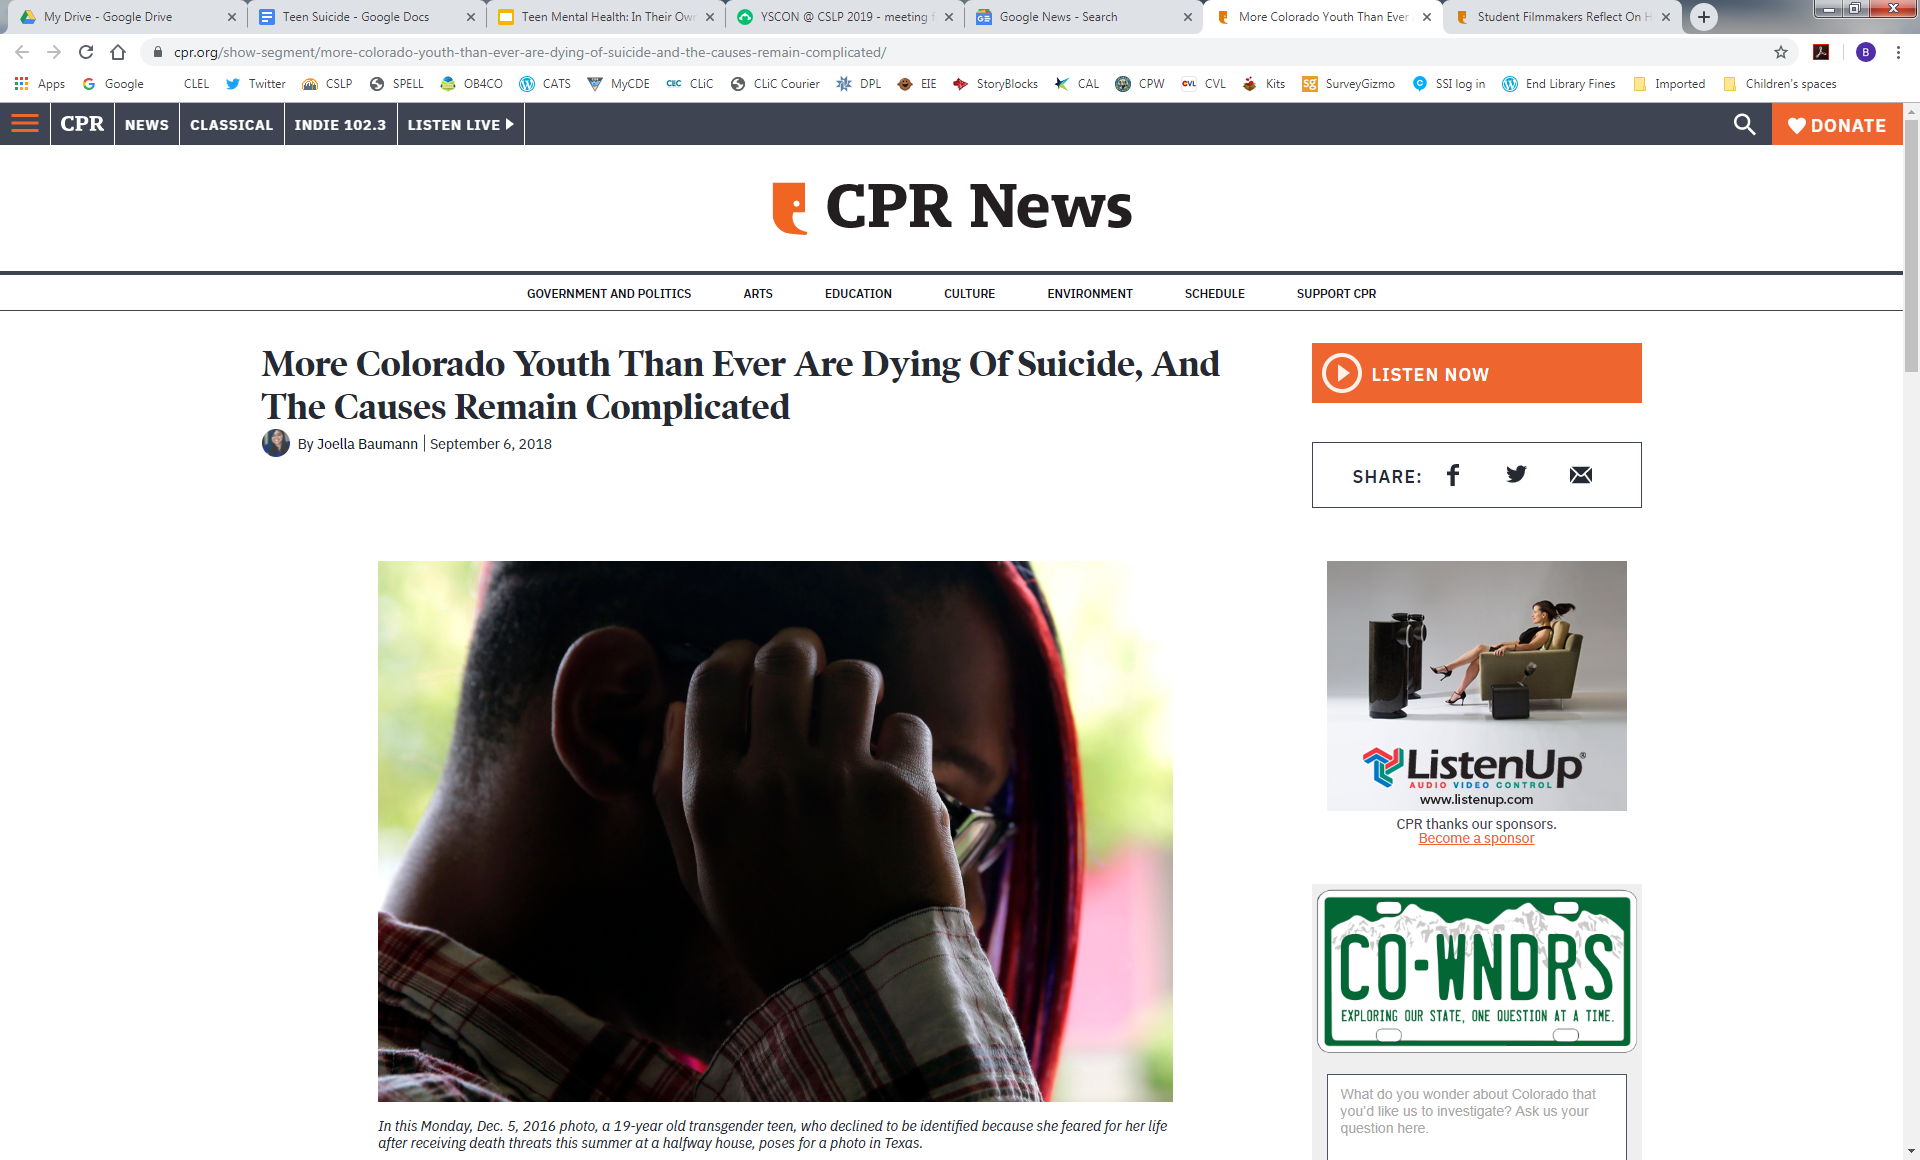 My Drive - Google Drive
Teen Suicide - Google Docs
Teen Mental Health: In Their Own
YSCON @ CSLP 2019 - meeting f
Google News - Search
More Colorado Youth Than Ever
Student Filmmakers Reflect On H
cpr.org/show-segment/more-colorado-youth-than-ever-are-dying-of-suicide-and-the-causes-remain-complicated/
B
Apps Google CLEL Twitter CSLP SPELL OB4CO CATS MyCDE CEC CLiC CLiC Courier DPL EIE StoryBlocks CAL CPW CVL CVL Kits sg SurveyGizmo SSI log in End Library Fines Imported Children's spaces
CPR NEWS CLASSICAL INDIE 102.3 LISTEN LIVE DONATE
CPR News
GOVERNMENT AND POLITICS ARTS EDUCATION CULTURE ENVIRONMENT SCHEDULE SUPPORT CPR
More Colorado Youth Than Ever Are Dying Of Suicide, And
The Causes Remain Complicated
By Joella Baumann | September 6, 2018
LISTEN NOW
SHARE:
ListenUp®
AUDIO VIDEO CONTROL
www.listenup.com
CPR thanks our sponsors.
Become a sponsor
CO-WNDRS
EXPLORING OUR STATE, ONE QUESTION AT A TIME.
What do you wonder about Colorado that
you'd like us to investigate? Ask us your
question here.
In this Monday, Dec. 5, 2016 photo, a 19-year old transgender teen, who declined to be identified because she feared for her life
after receiving death threats this summer at a halfway house, poses for a photo in Texas.